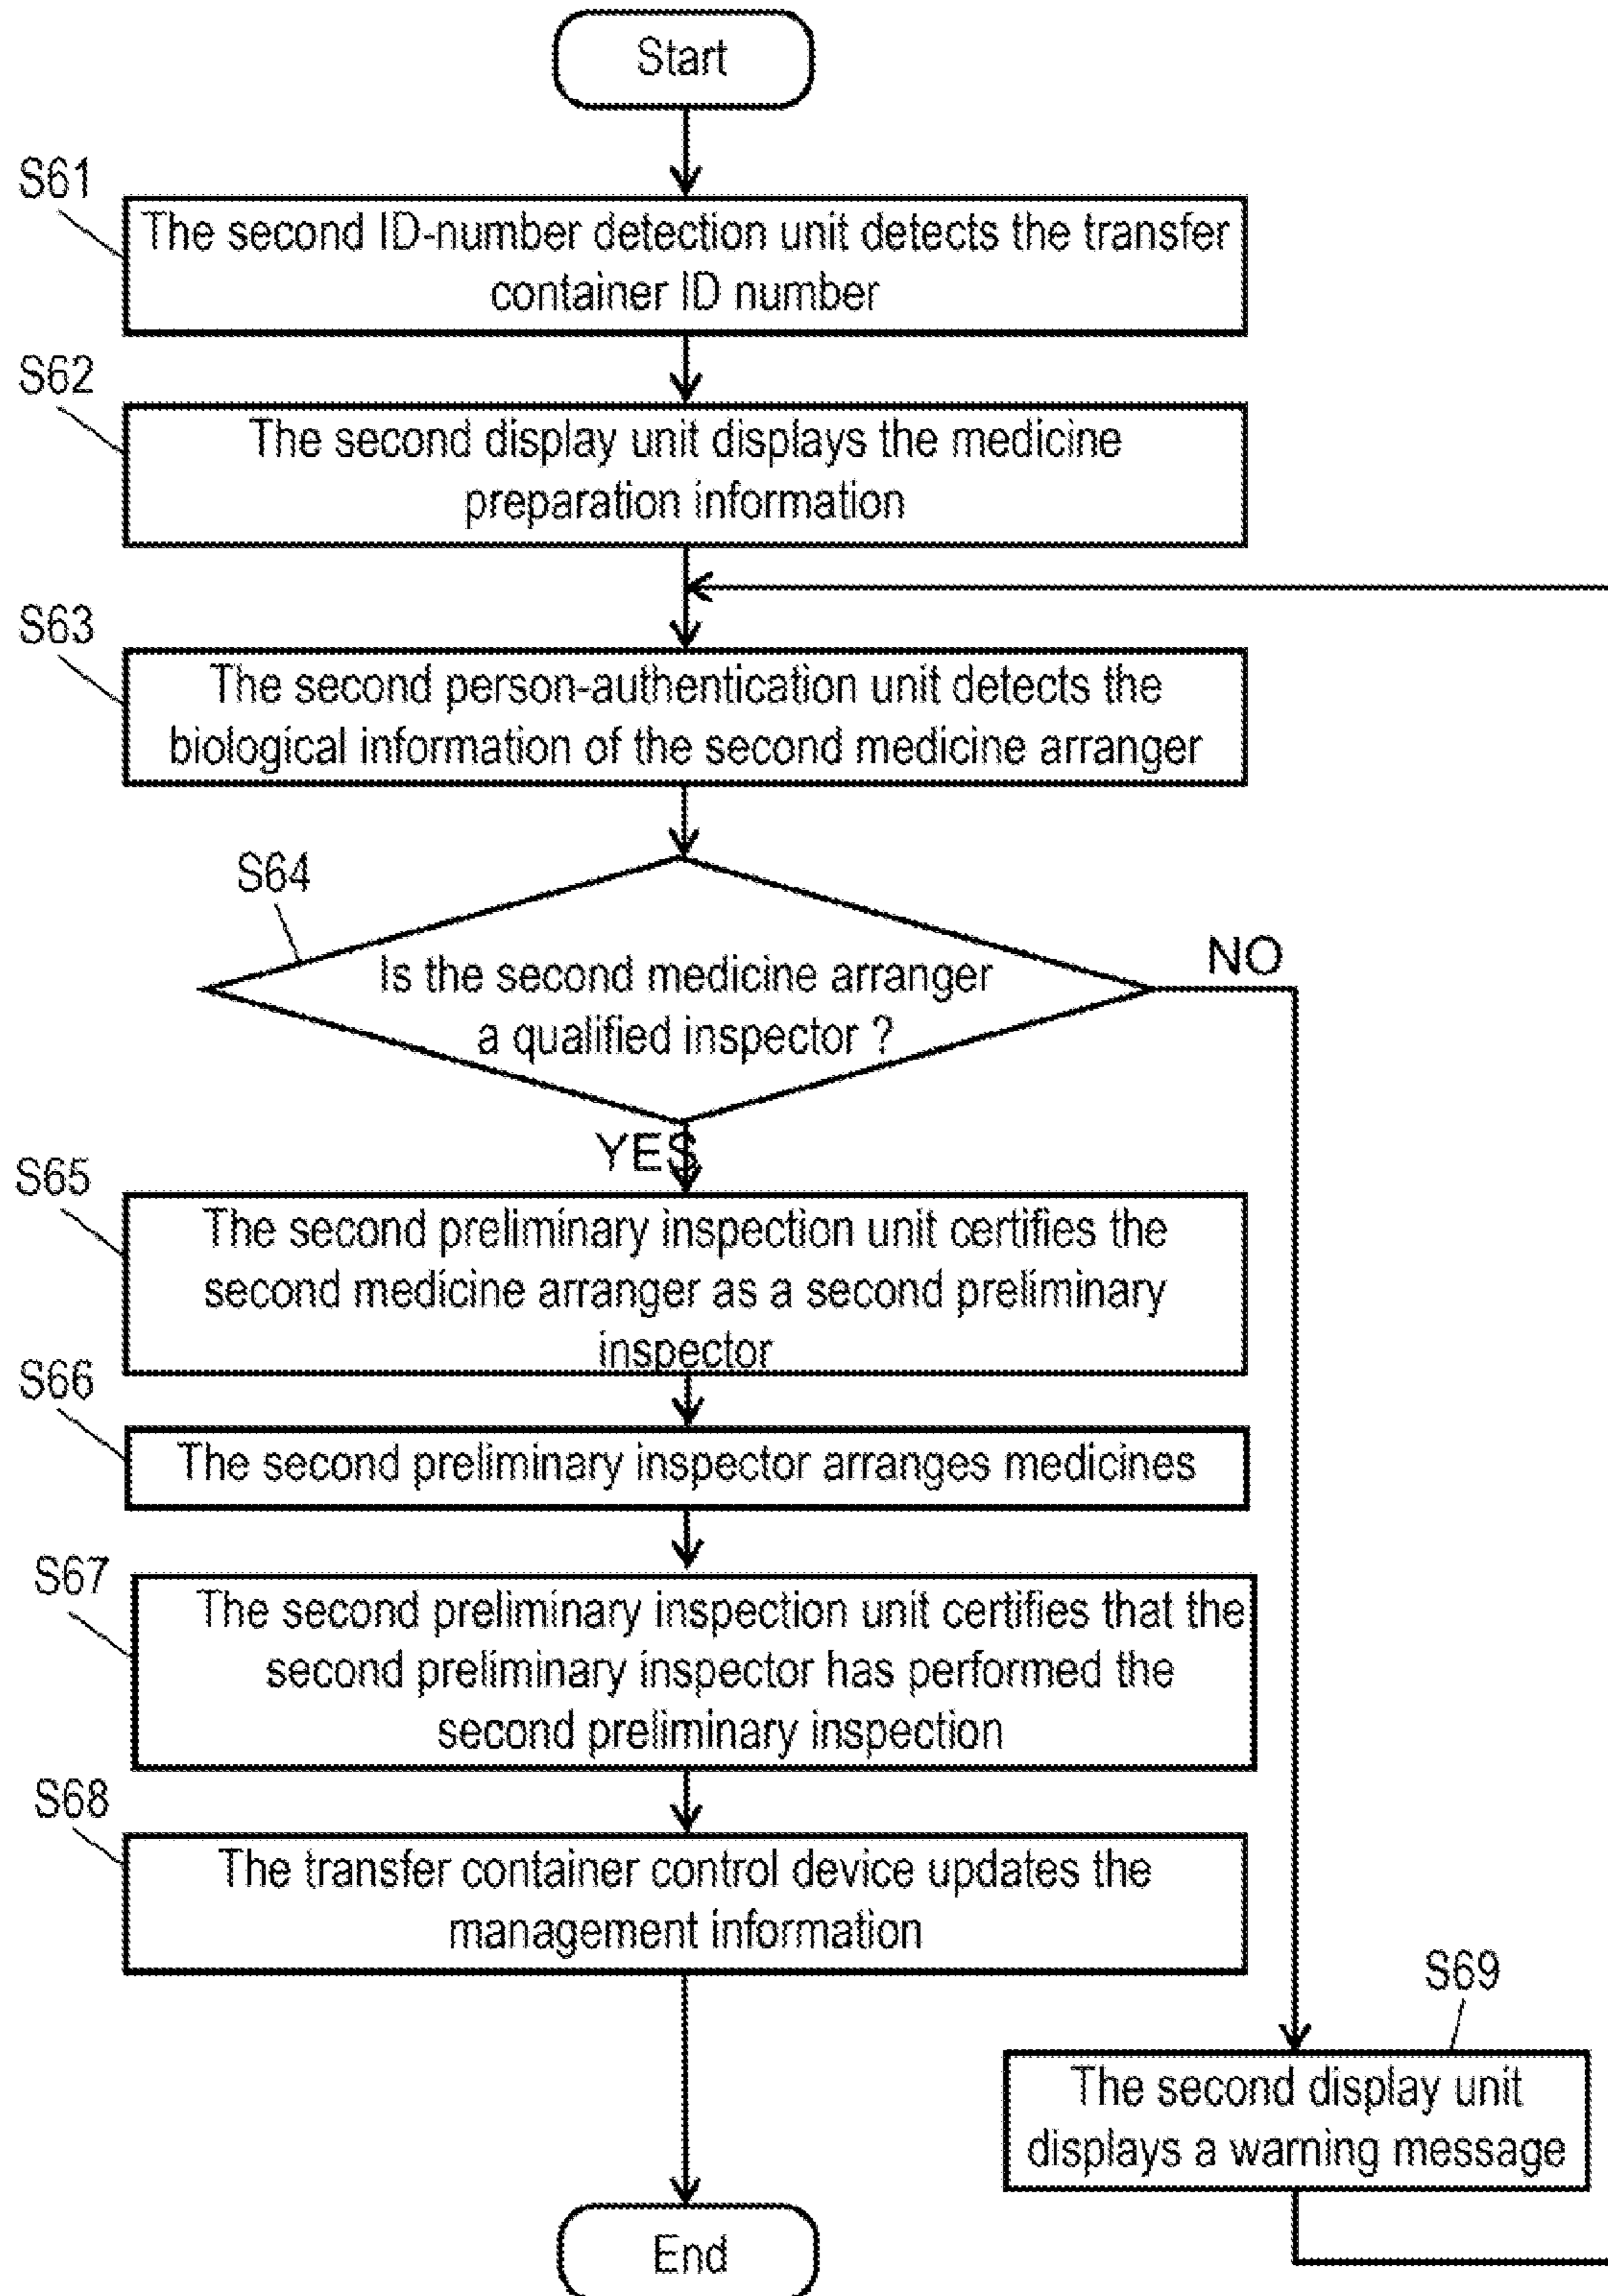 Start
S61
The second ID-number detection unit detects the transfer
container ID number
S62
The second display unit displays the medicine
preparation information
S63
The second person-authentication unit detects the
biological information of the second medicine arranger
S64
Is the second medicine arranger
a qualified inspector ?
NO
YES
S65
The second preliminary inspection unit certifies the
second medicine arranger as a second preliminary
inspector
S66
The second preliminary inspector arranges medicines
S67
The second preliminary inspection unit certifies that the
second preliminary inspector has performed the
second preliminary inspection
S68
The transfer container control device updates the
management information
S69
The second display unit
displays a warning message
End